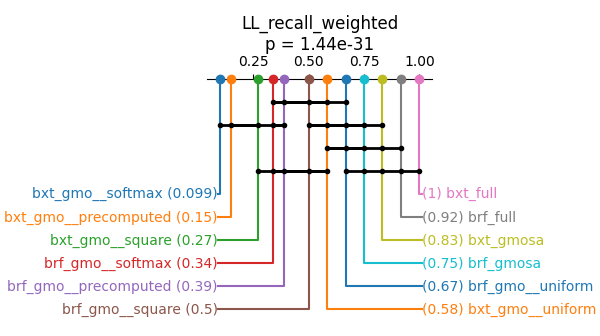 LL_recall_weighted
p = 1.44e-31
0.25 0.50 0.75 1.00
bxt_gmo__softmax (0.099) (1) bxt_full
bxt_gmo__precomputed (0.15) (0.92) brf_full
bxt_gmo__square (0.27) (0.83) bxt_gmosa
brf_gmo__softmax (0.34) (0.75) brf_gmosa
brf_gmo__precomputed (0.39) (0.67) brf_gmo__uniform
brf_gmo__square (0.5) (0.58) bxt_gmo__uniform